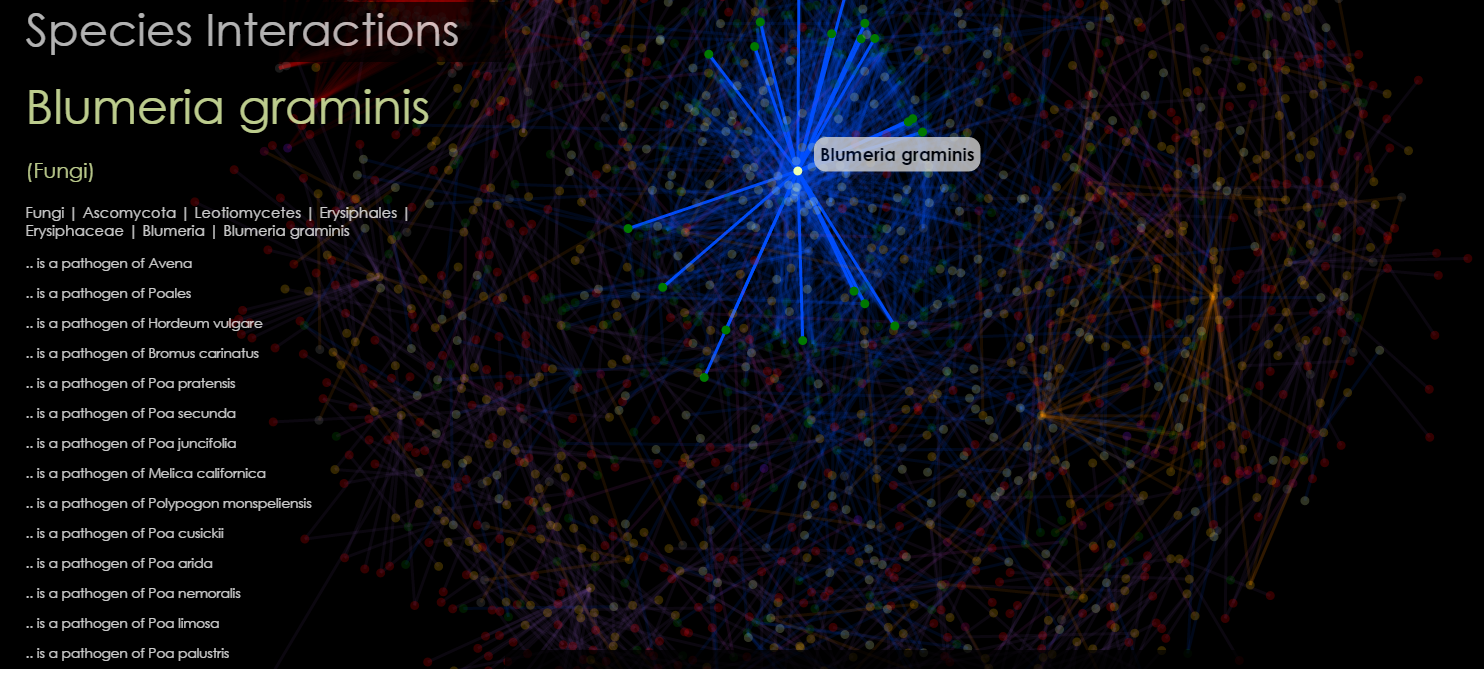 Species Interactions
Blumeria graminis
(Fungi)
Fungi | Ascomycota | Leotiomycetes | Erysiphales |
Erysiphaceae | Blumeria | Blumeria graminis
.. is a pathogen of Avena
.. is a pathogen of Poales
.. is a pathogen of Hordeum vulgare
.. is a pathogen of Bromus carinatus
.. is a pathogen of Poa pratensis
.. is a pathogen of Poa secunda
.. is a pathogen of Poa juncifolia
.. is a pathogen of Melica californica
.. is a pathogen of Polypogon monspeliensis
.. is a pathogen of Poa cusickii
.. is a pathogen of Poa arida
.. is a pathogen of Poa nemoralis
.. is a pathogen of Poa limosa
.. is a pathogen of Poa palustris
Blumeria graminis